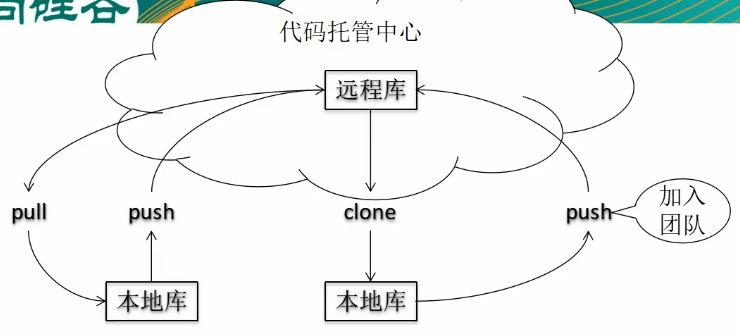 尚硅谷
代码托管中心
远程库
pull
push
clone
push
加入
团队
本地库
本地库